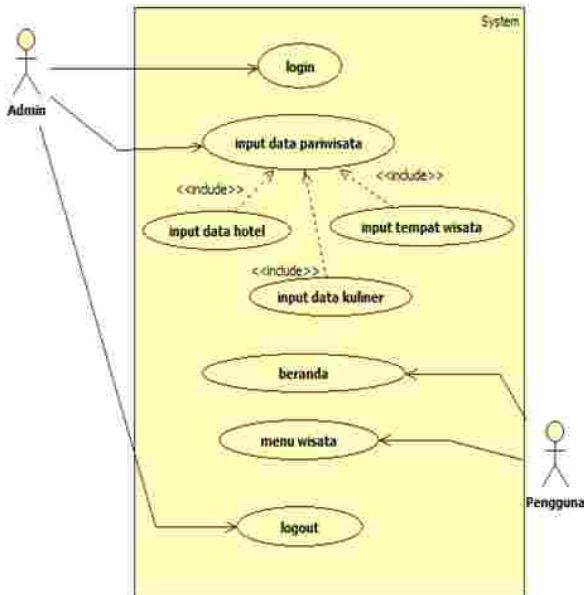 System
login
Admin
input data pariwisata
<<include>>
<<include>>
input data hotel
input tempat wisata
<<include>>
input data kuliner
beranda
menu wisata
Pengguna
logout